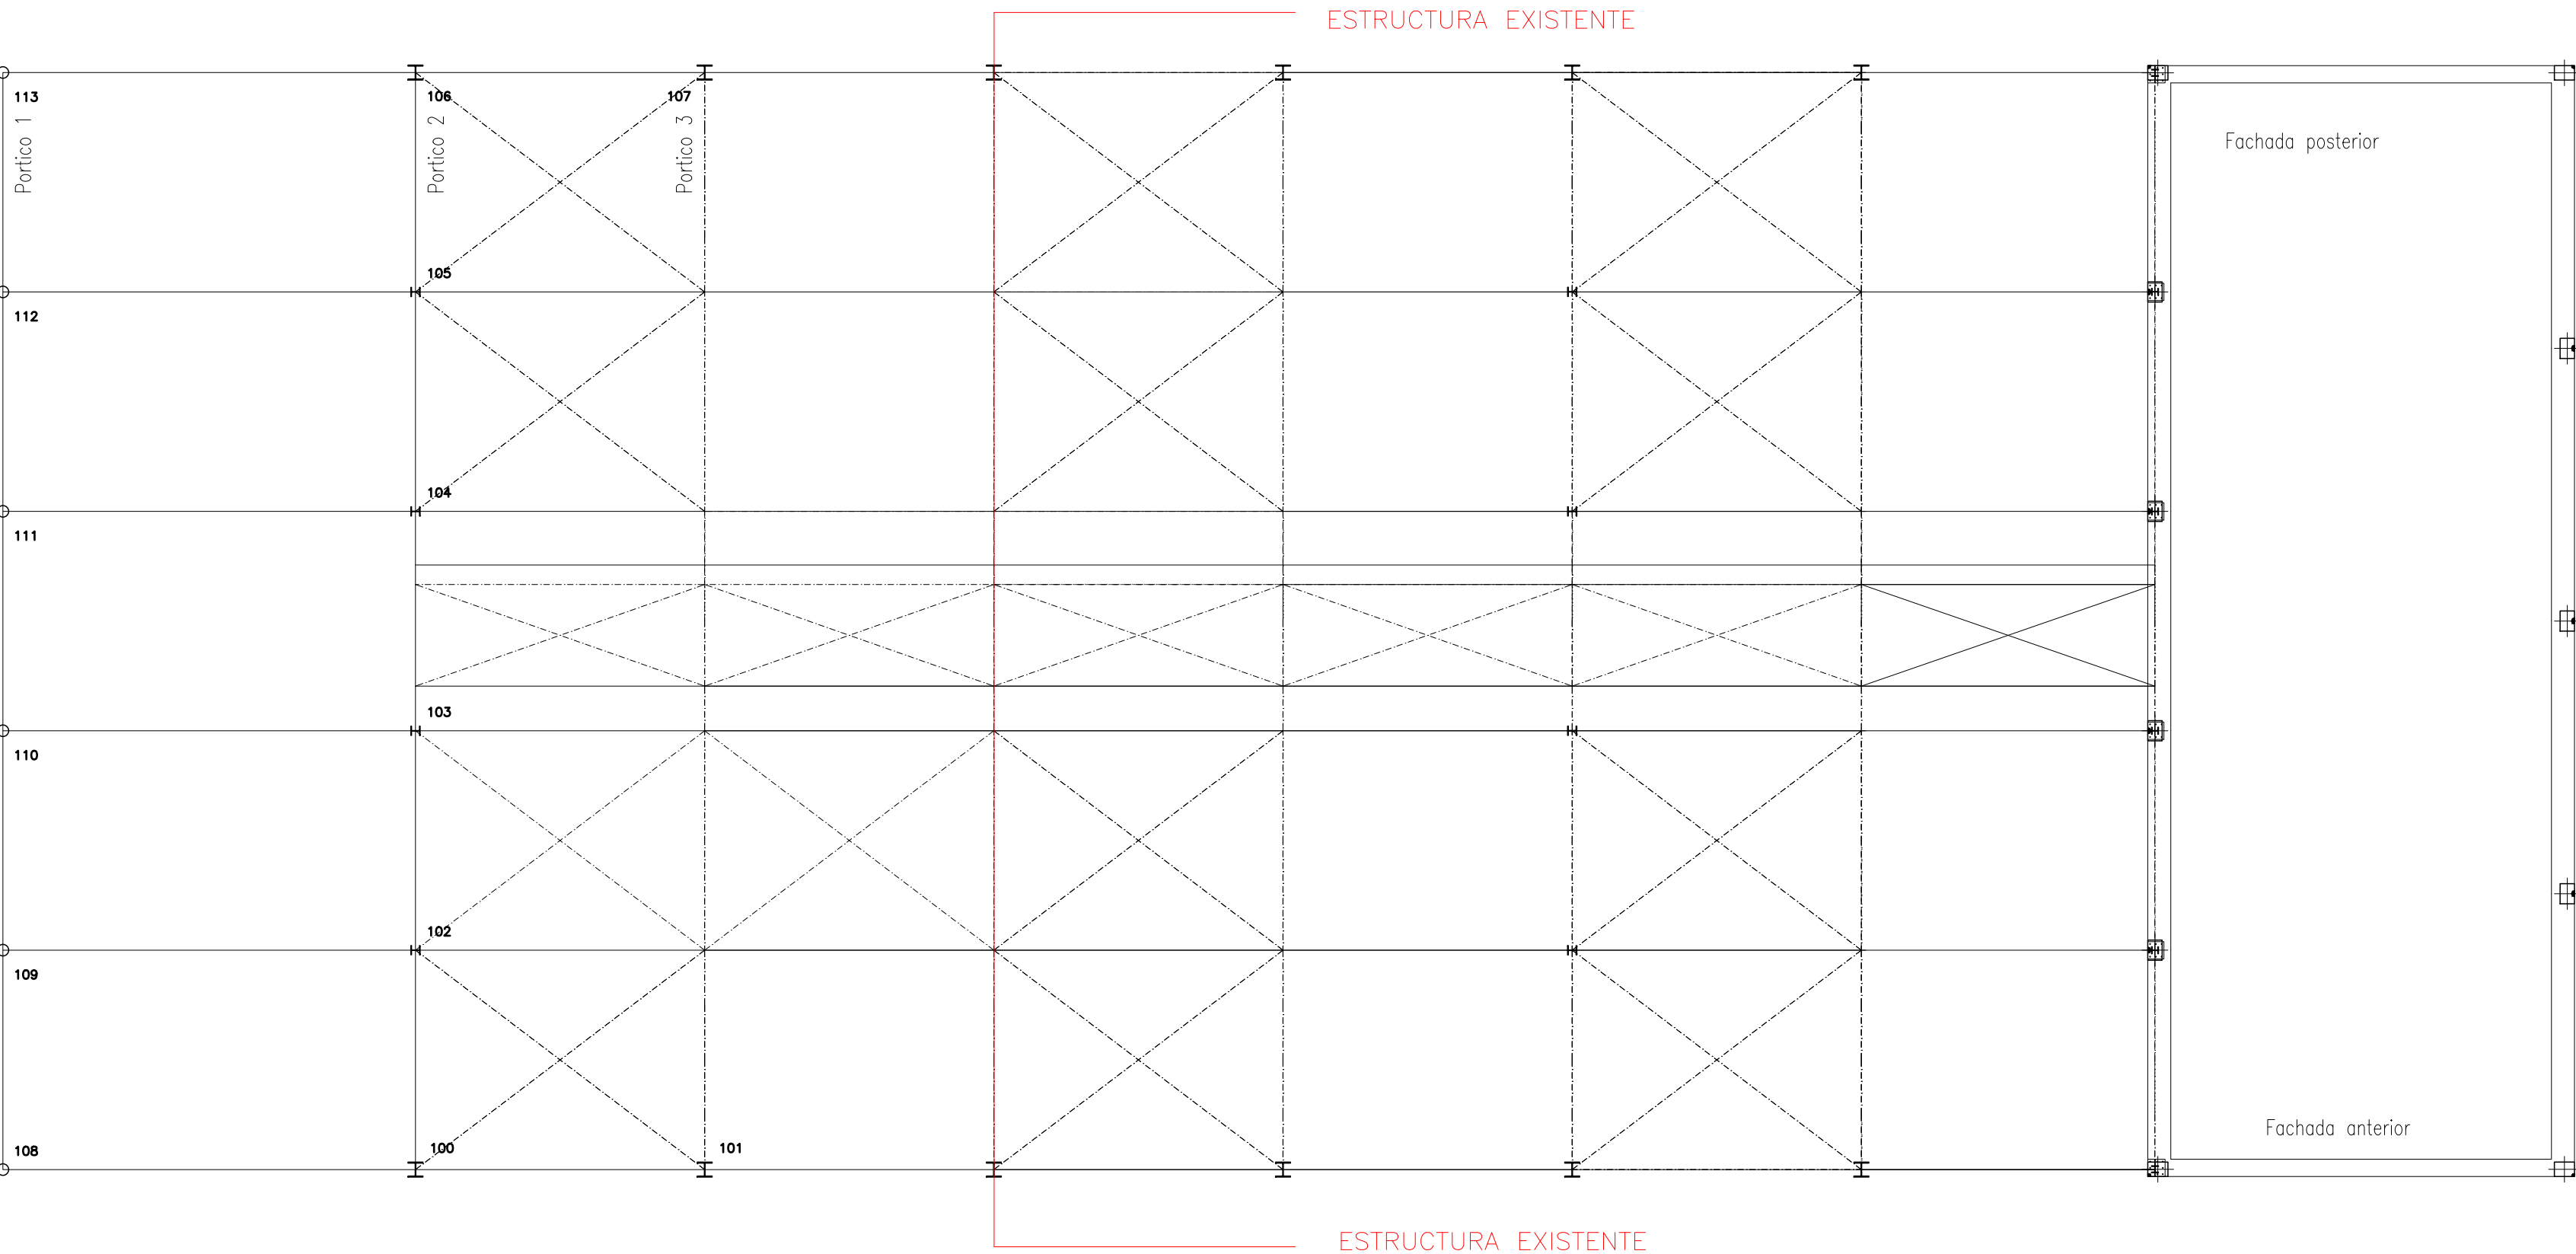 ESTRUCTURA EXISTENTE
113
106
107
Portico 1
Portico 2
Portico 3
Fachada posterior
105
112
104
111
103
110
102
109
100
101
108
Fachada anterior
ESTRUCTURA EXISTENTE